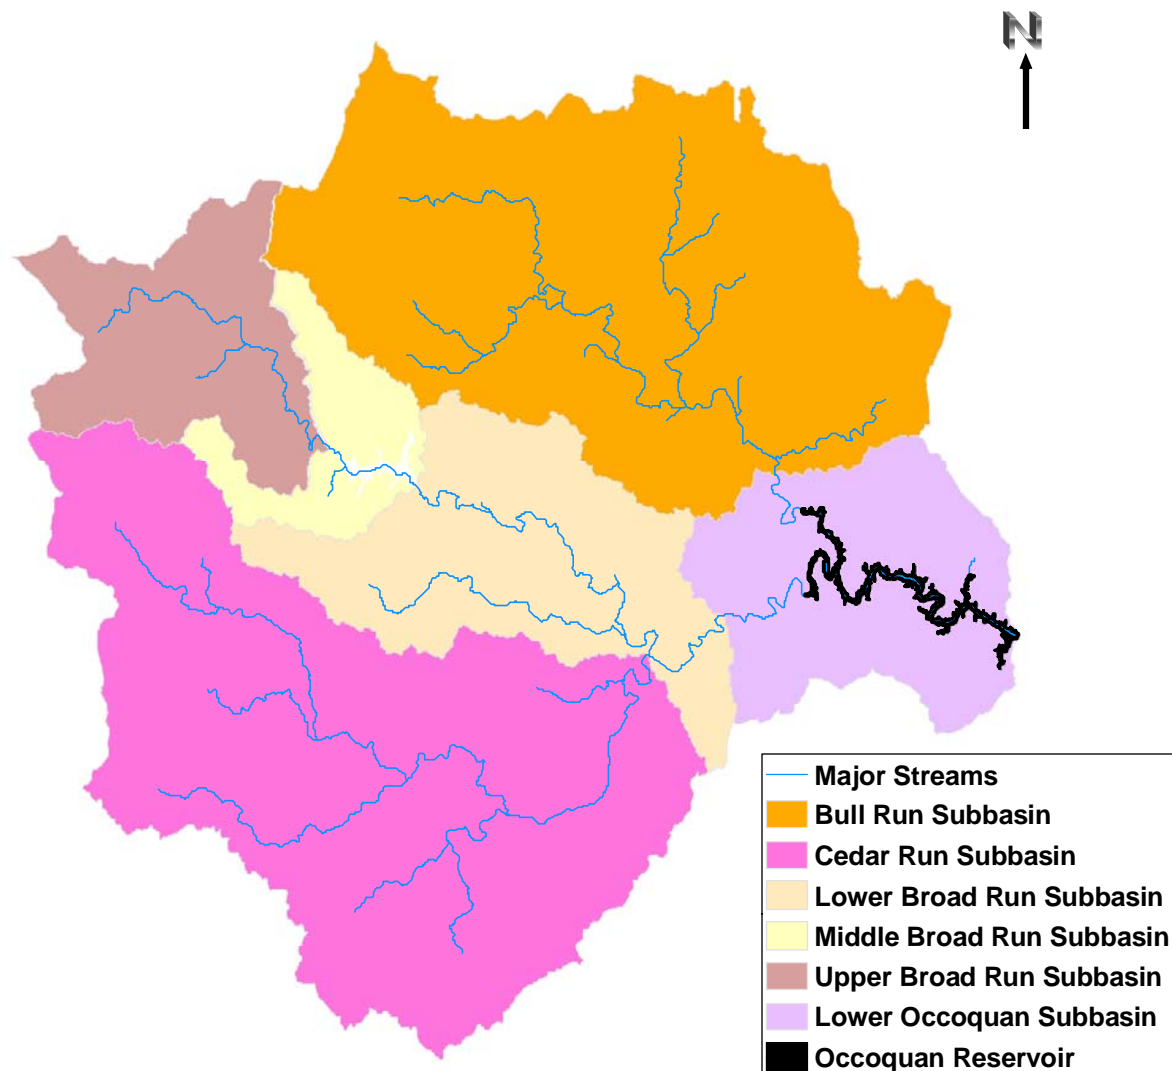 N
Major Streams
Bull Run Subbasin
Cedar Run Subbasin
Lower Broad Run Subbasin
Middle Broad Run Subbasin
Upper Broad Run Subbasin
Lower Occoquan Subbasin
Occoquan Reservoir